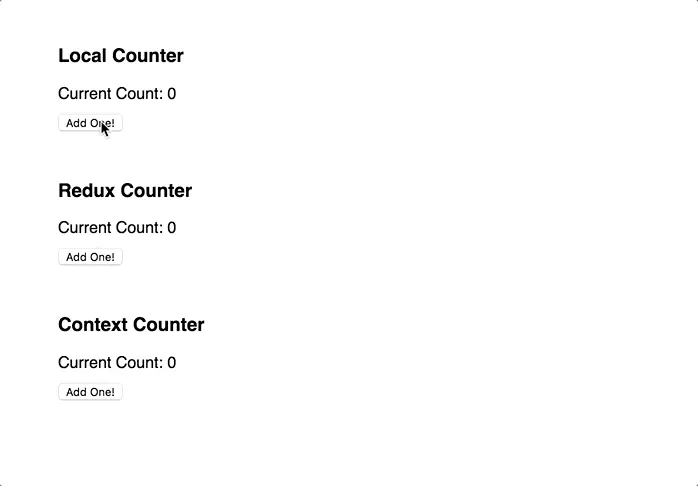 Local Counter
Current Count: 0
Add One!
Redux Counter
Current Count: 0
Add One!
Context Counter
Current Count: 0
Add One!